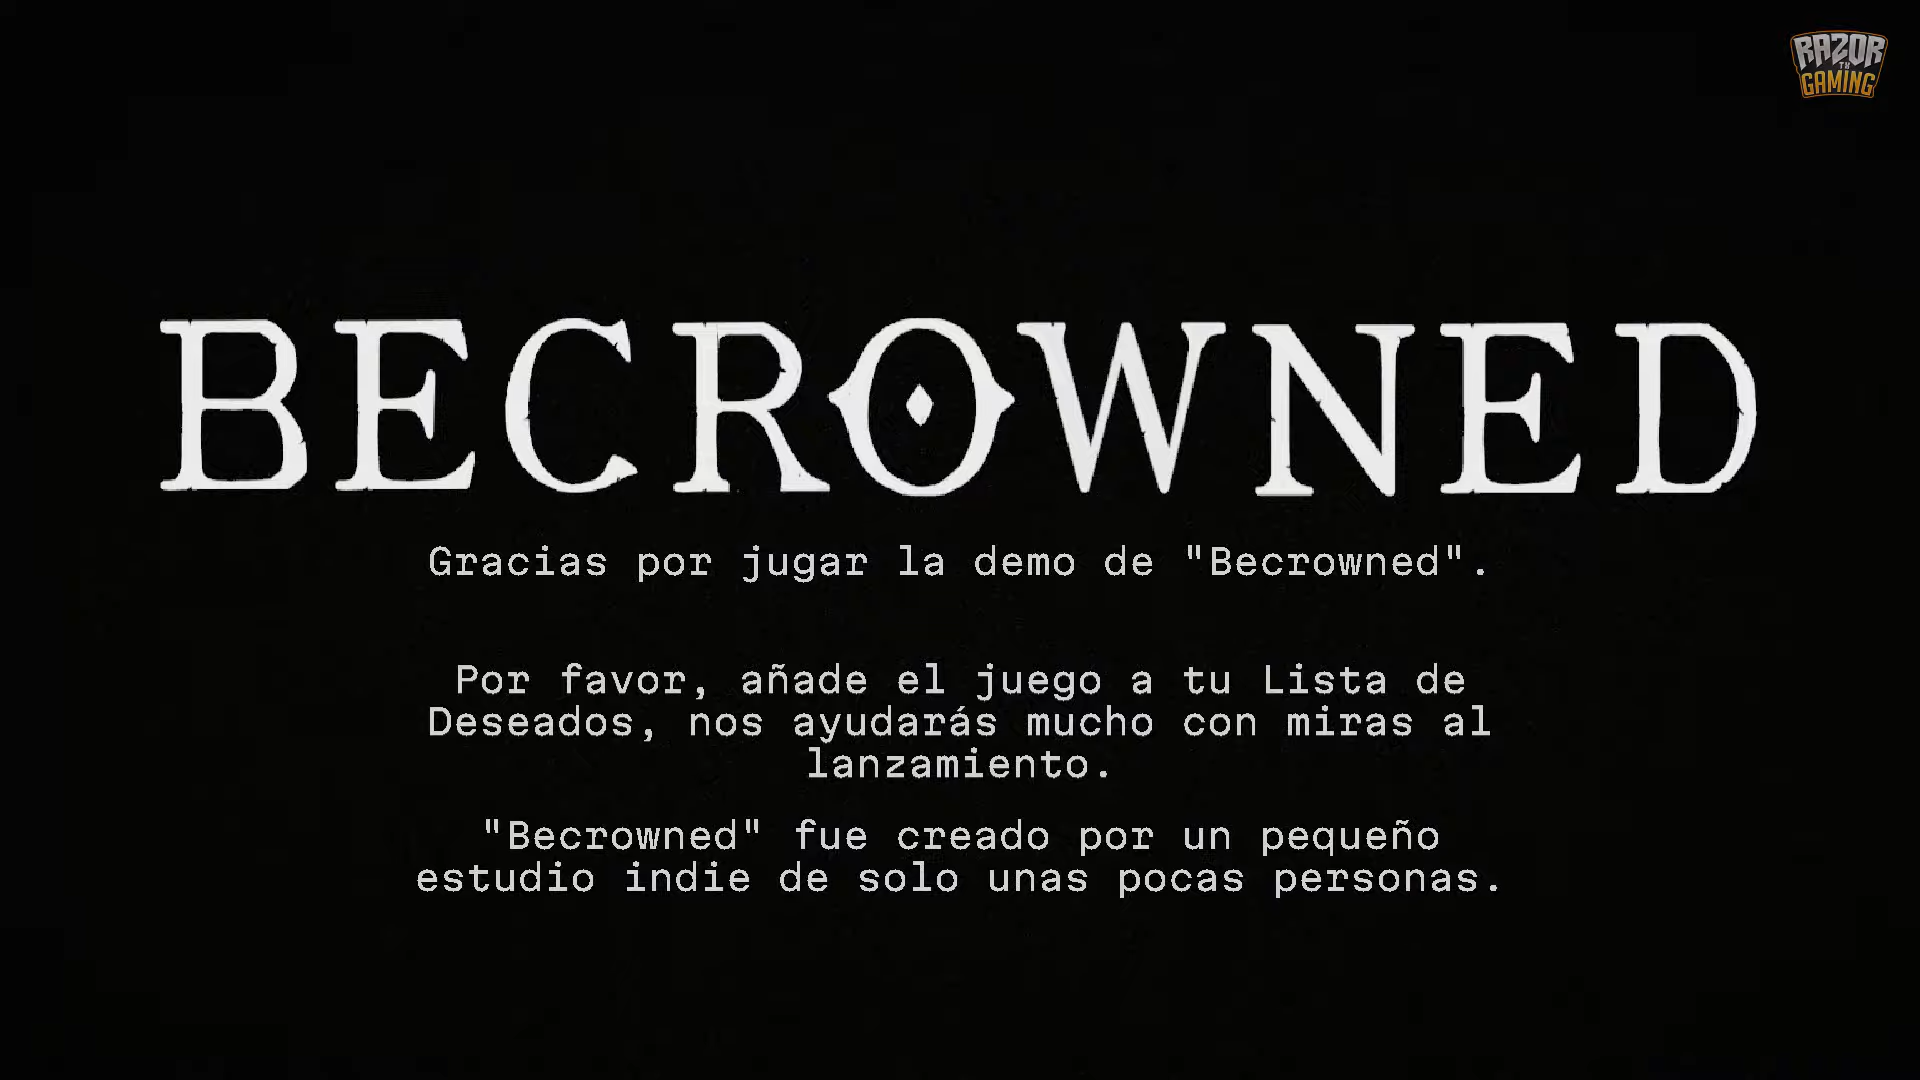 RAZOR
TH
GAMING
BECROWNED
Gracias por jugar la demo de "Becrowned".
Por favor, añade el juego a tu Lista de
Deseados, nos ayudarás mucho con miras al
lanzamiento.
"Becrowned" fue creado por un pequeño
estudio indie de solo unas pocas personas.